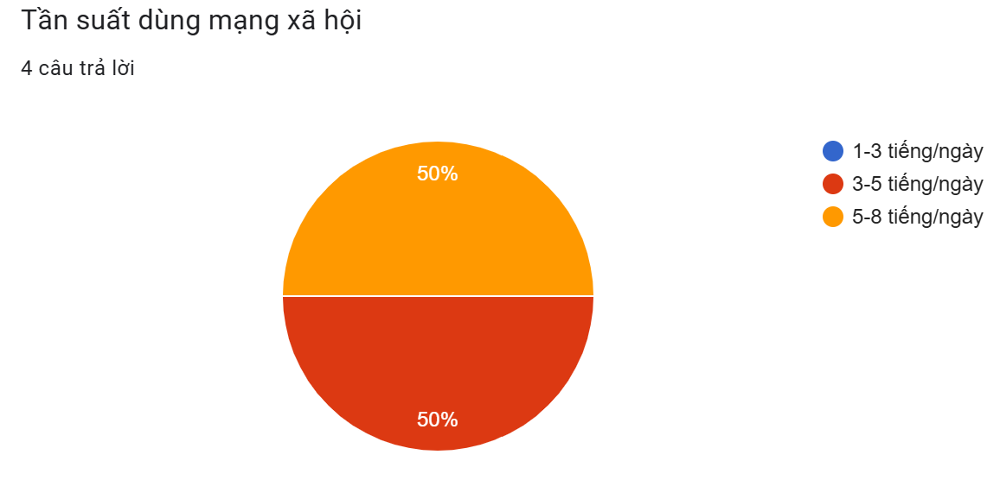 Tần suất dùng mạng xã hội
4 câu trả lời
50%
50%
1-3 tiếng/ngày
3-5 tiếng/ngày
5-8 tiếng/ngày